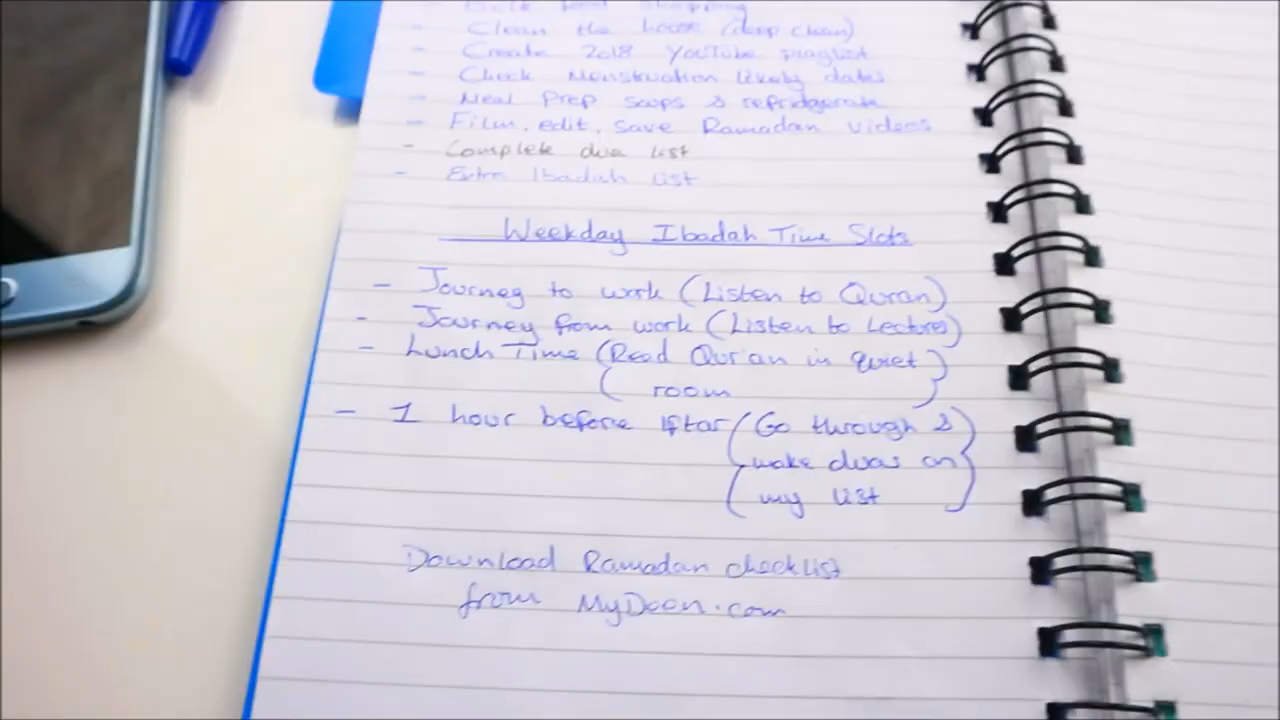 - Bulk food shopping
- Clean the house (deep clean)
- Create 2018 YouTube playlist
- Check Menstruation likely dates
- Meal Prep soups & refridgerate
- Film, edit, save Ramadan videos
- Complete dua list
- Extra Ibadah list
Weekday Ibadah Time Slots
- Journey to work (Listen to Quran)
- Journey from work (Listen to Lectures)
- Lunch Time (Read Qur'an in quiet
room)
- 1 hour before Iftar (Go through &
make duas on
my list)
Download Ramadan checklist
from MyDeen.com